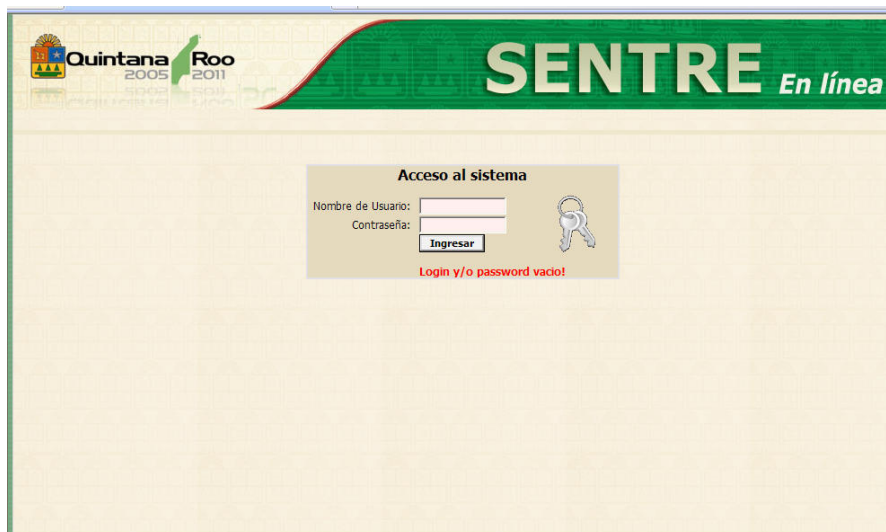 Quintana Roo
2005 2011
SENTRE En línea
Acceso al sistema
Nombre de Usuario:
Contraseña:
Ingresar
Login y/o password vacio!